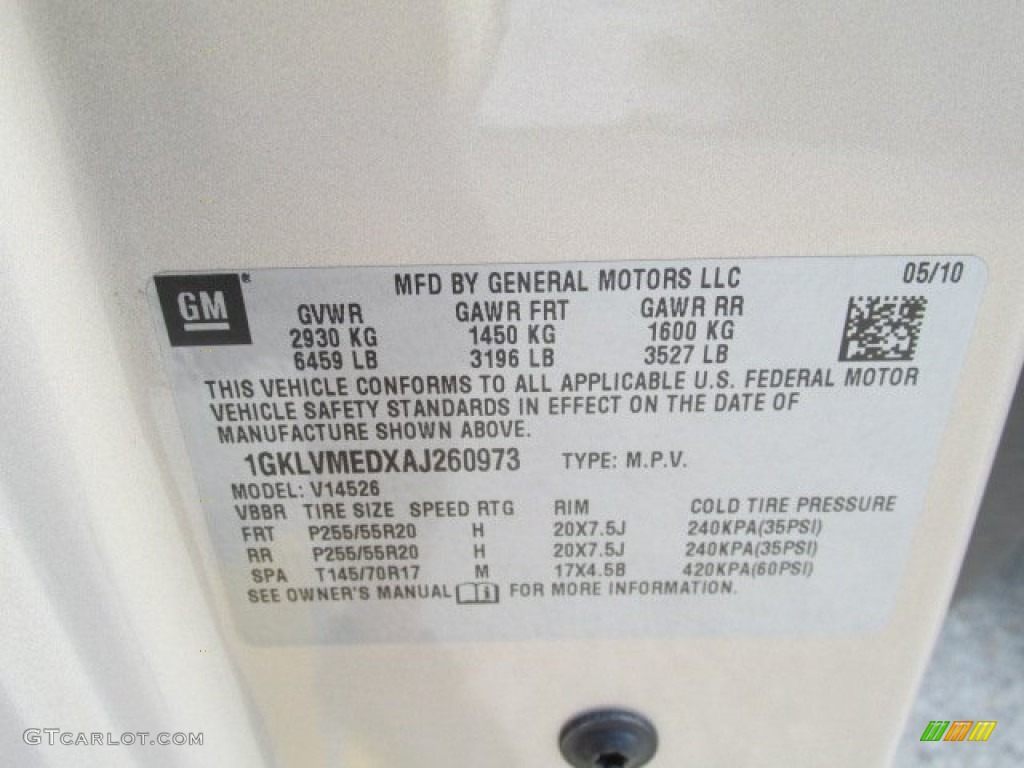 GM®
MFD BY GENERAL MOTORS LLC 05/10
GVWR GAWR FRT GAWR RR
2930 KG 1450 KG 1600 KG
6459 LB 3196 LB 3527 LB
THIS VEHICLE CONFORMS TO ALL APPLICABLE U.S. FEDERAL MOTOR
VEHICLE SAFETY STANDARDS IN EFFECT ON THE DATE OF
MANUFACTURE SHOWN ABOVE.
1GKLVMEDXAJ260973 TYPE: M.P.V.
MODEL: V14526
VBBR TIRE SIZE SPEED RTG RIM COLD TIRE PRESSURE
FRT P255/55R20 H 20X7.5J 240KPA(35PSI)
RR P255/55R20 H 20X7.5J 240KPA(35PSI)
SPA T145/70R17 M 17X4.5B 420KPA(60PSI)
SEE OWNER'S MANUAL i FOR MORE INFORMATION.
GTCARLOT.COM